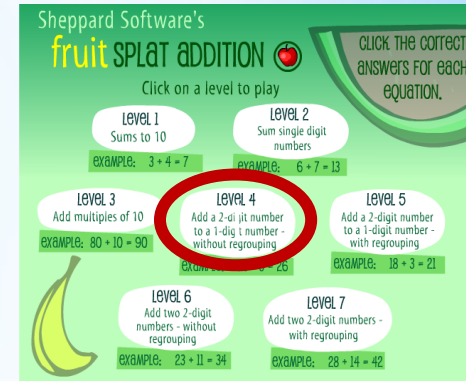 Sheppard Software's
fruit SPLAT ADDITION
Click on a level to play
CLICK THE CORRECT
ANSWERS FOR EACH
EQUATION.
LEVEL 1
Sums to 10
EXAMPLE: 3 + 4 = 7
LEVEL 2
Sum single digit
numbers
EXAMPLE: 6 + 7 = 13
LEVEL 3
Add multiples of 10
EXAMPLE: 80 + 10 = 90
LEVEL 4
Add a 2-digit number
to a 1-digit number -
without regrouping
= 26
LEVEL 5
Add a 2-digit number
to a 1-digit number -
with regrouping
EXAMPLE: 18 + 3 = 21
LEVEL 6
Add two 2-digit
numbers - without
regrouping
EXAMPLE: 23 + 11 = 34
LEVEL 7
Add two 2-digit numbers -
with regrouping
EXAMPLE: 28 + 14 = 42